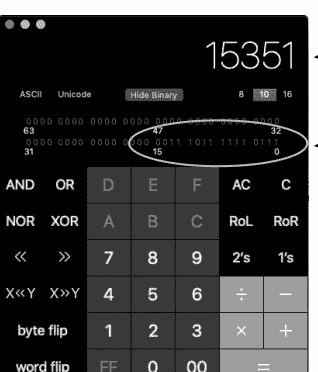 15351
ASCII Unicode Hide Binary 8 10 16
0000 0000 0000 0000 0000 0000 0000 0000
63 47 32
0000 0000 0000 0000 0011 1011 1111 0111
31 15 0
AND OR D E F AC C
NOR XOR A B C RoL RoR
« » 7 8 9 2's 1's
X«Y X»Y 4 5 6 ÷ −
byte flip 1 2 3 × +
word flip FF 0 00 =